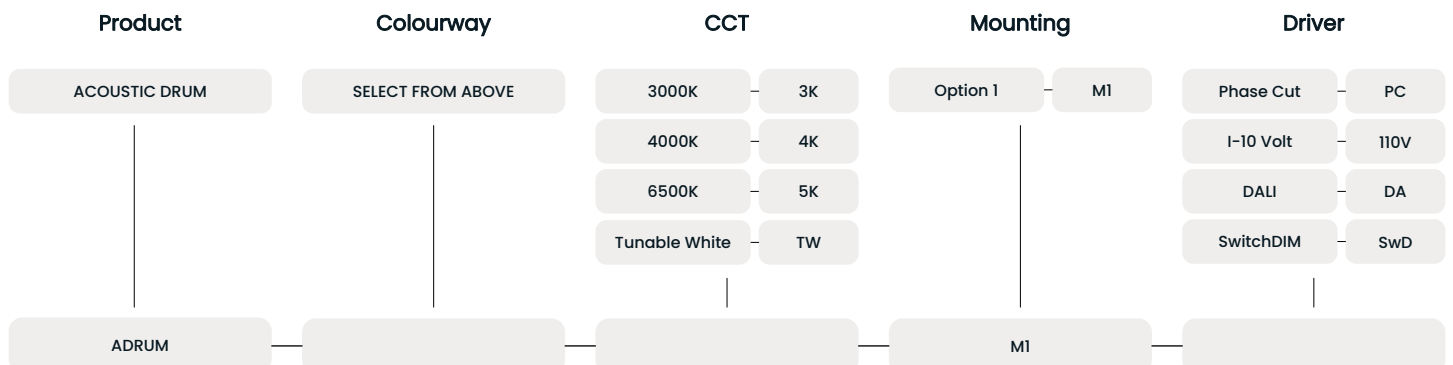 Product Colourway CCT Mounting Driver
ACOUSTIC DRUM SELECT FROM ABOVE 3000K 3K Option 1 M1 Phase Cut PC
4000K 4K I-10 Volt 110V
6500K 5K DALI DA
Tunable White TW SwitchDIM SwD
ADRUM M1